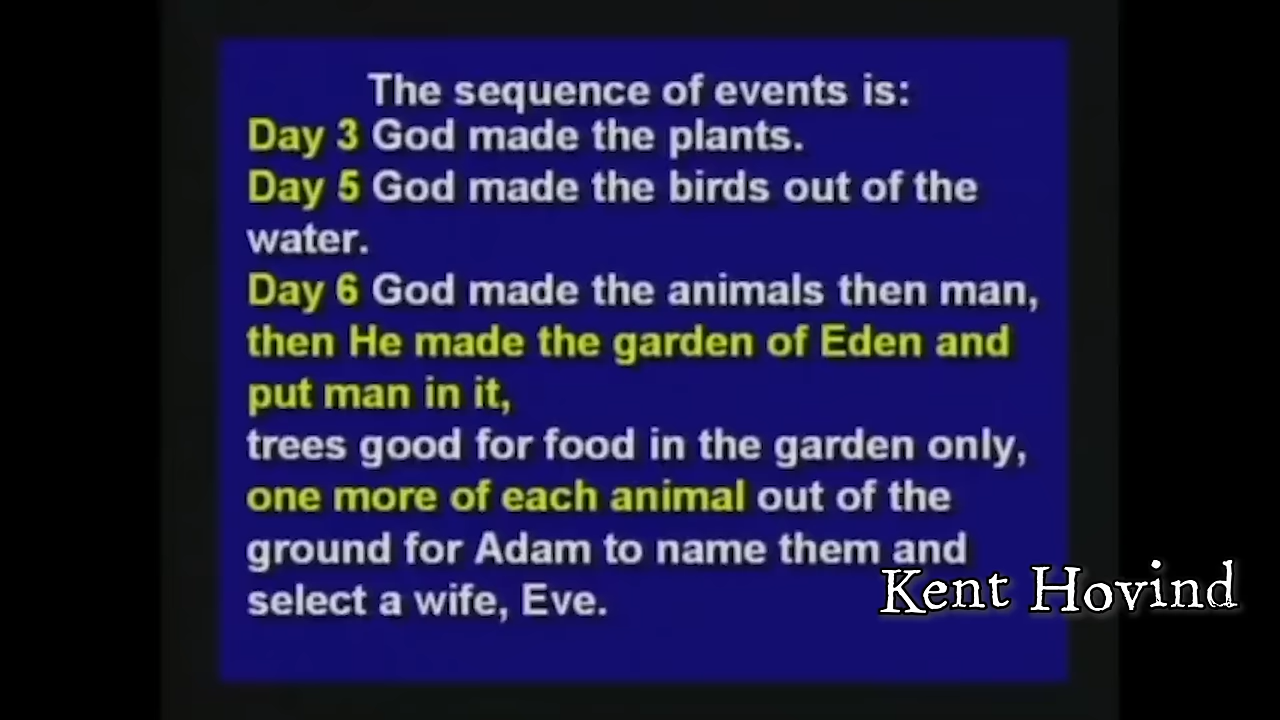 The sequence of events is:
Day 3 God made the plants.
Day 5 God made the birds out of the
water.
Day 6 God made the animals then man,
then He made the garden of Eden and
put man in it,
trees good for food in the garden only,
one more of each animal out of the
ground for Adam to name them and
select a wife, Eve.
Kent Hovind